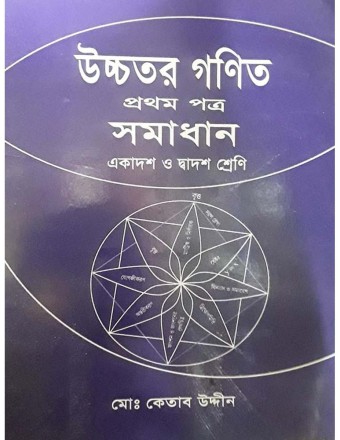 উচ্চতর গণিত
প্রথম পত্র
সমাধান
একাদশ ও দ্বাদশ শ্রেণি
বৃত্ত
মোঃ কেতাব উদ্দীন